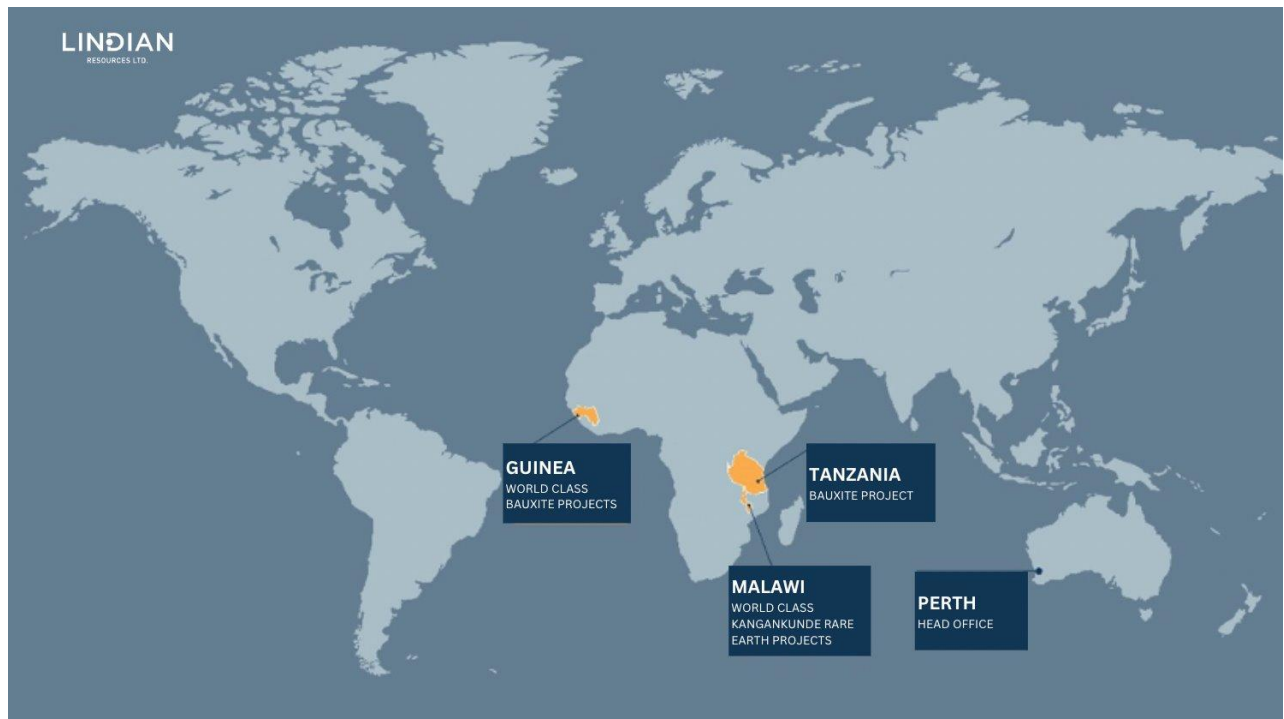 LINDIAN
RESOURCES LTD.
GUINEA
WORLD CLASS
BAUXITE PROJECTS
TANZANIA
BAUXITE PROJECT
MALAWI
WORLD CLASS
KANGANKUNDE RARE
EARTH PROJECTS
PERTH
HEAD OFFICE